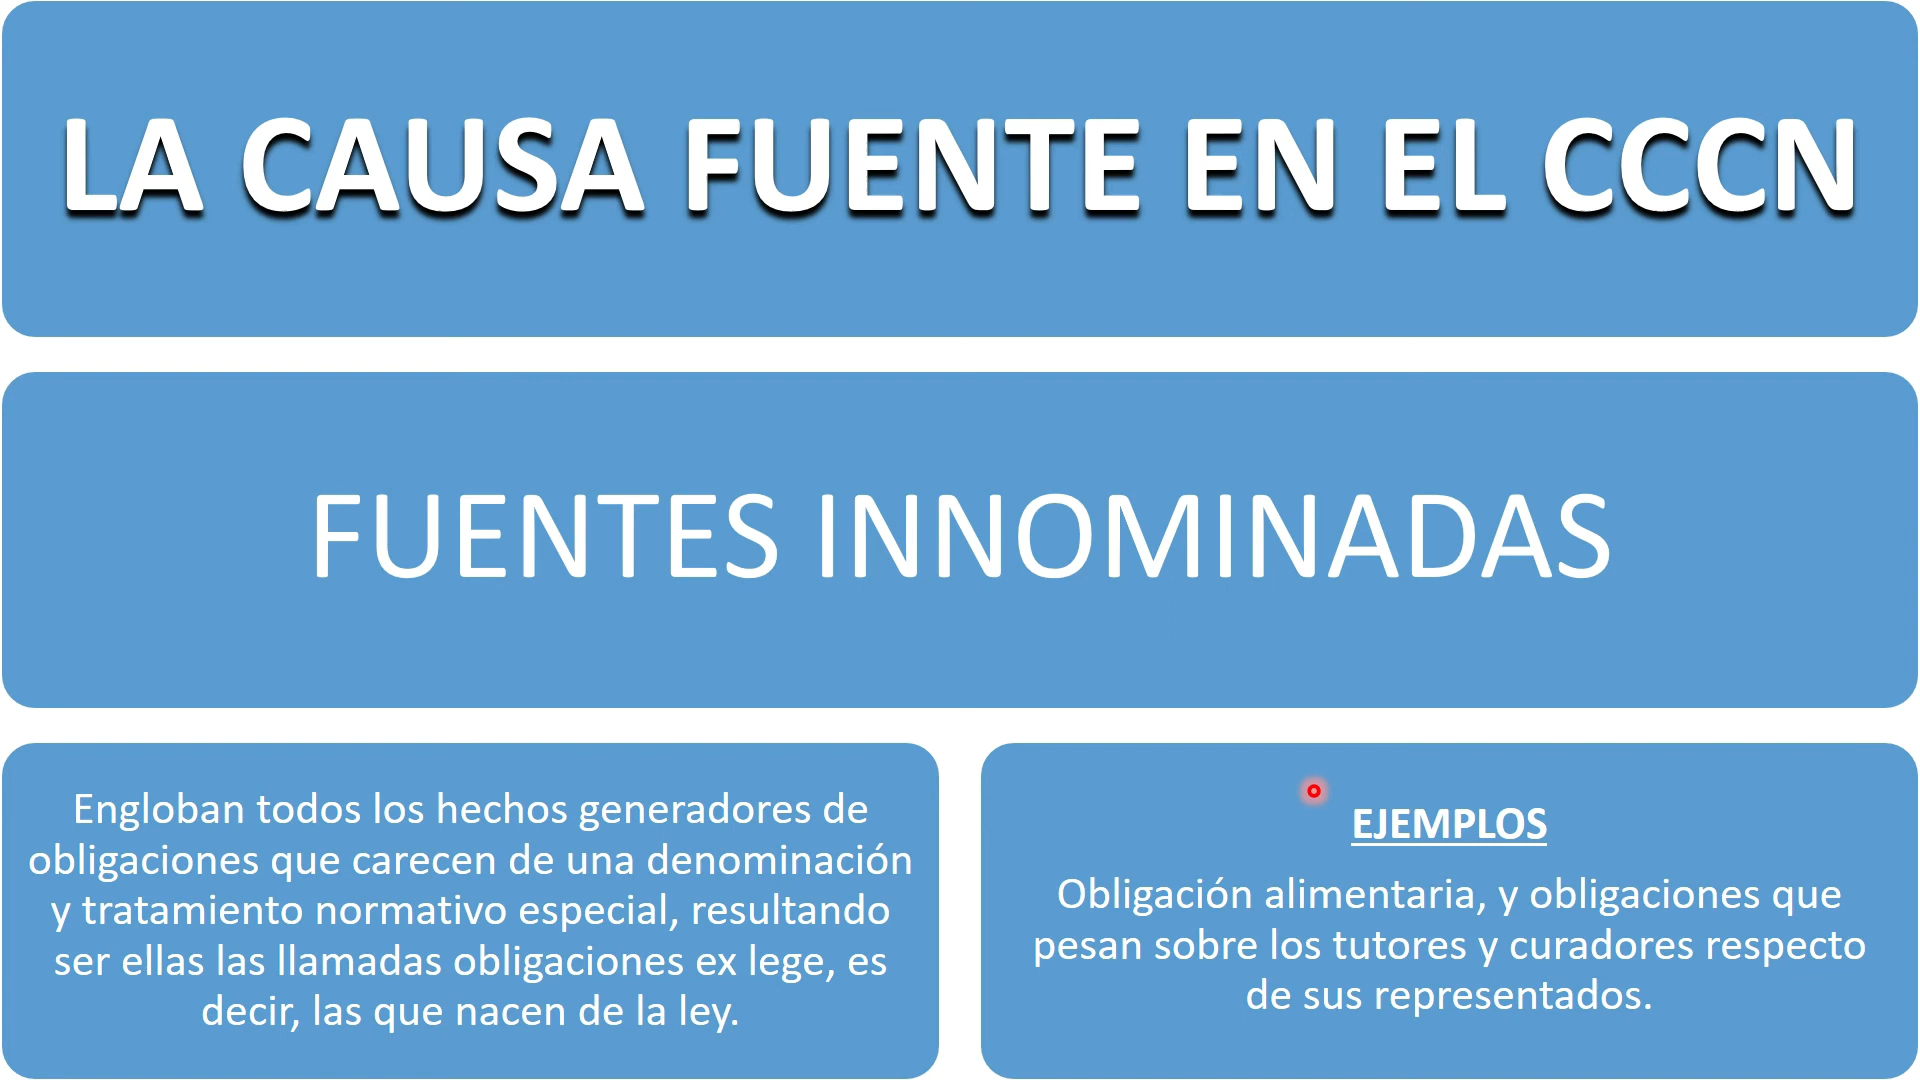 LA CAUSA FUENTE EN EL CCCN
FUENTES INNOMINADAS
Engloban todos los hechos generadores de
obligaciones que carecen de una denominación
y tratamiento normativo especial, resultando
ser ellas las llamadas obligaciones ex lege, es
decir, las que nacen de la ley.
EJEMPLOS
Obligación alimentaria, y obligaciones que
pesan sobre los tutores y curadores respecto
de sus representados.